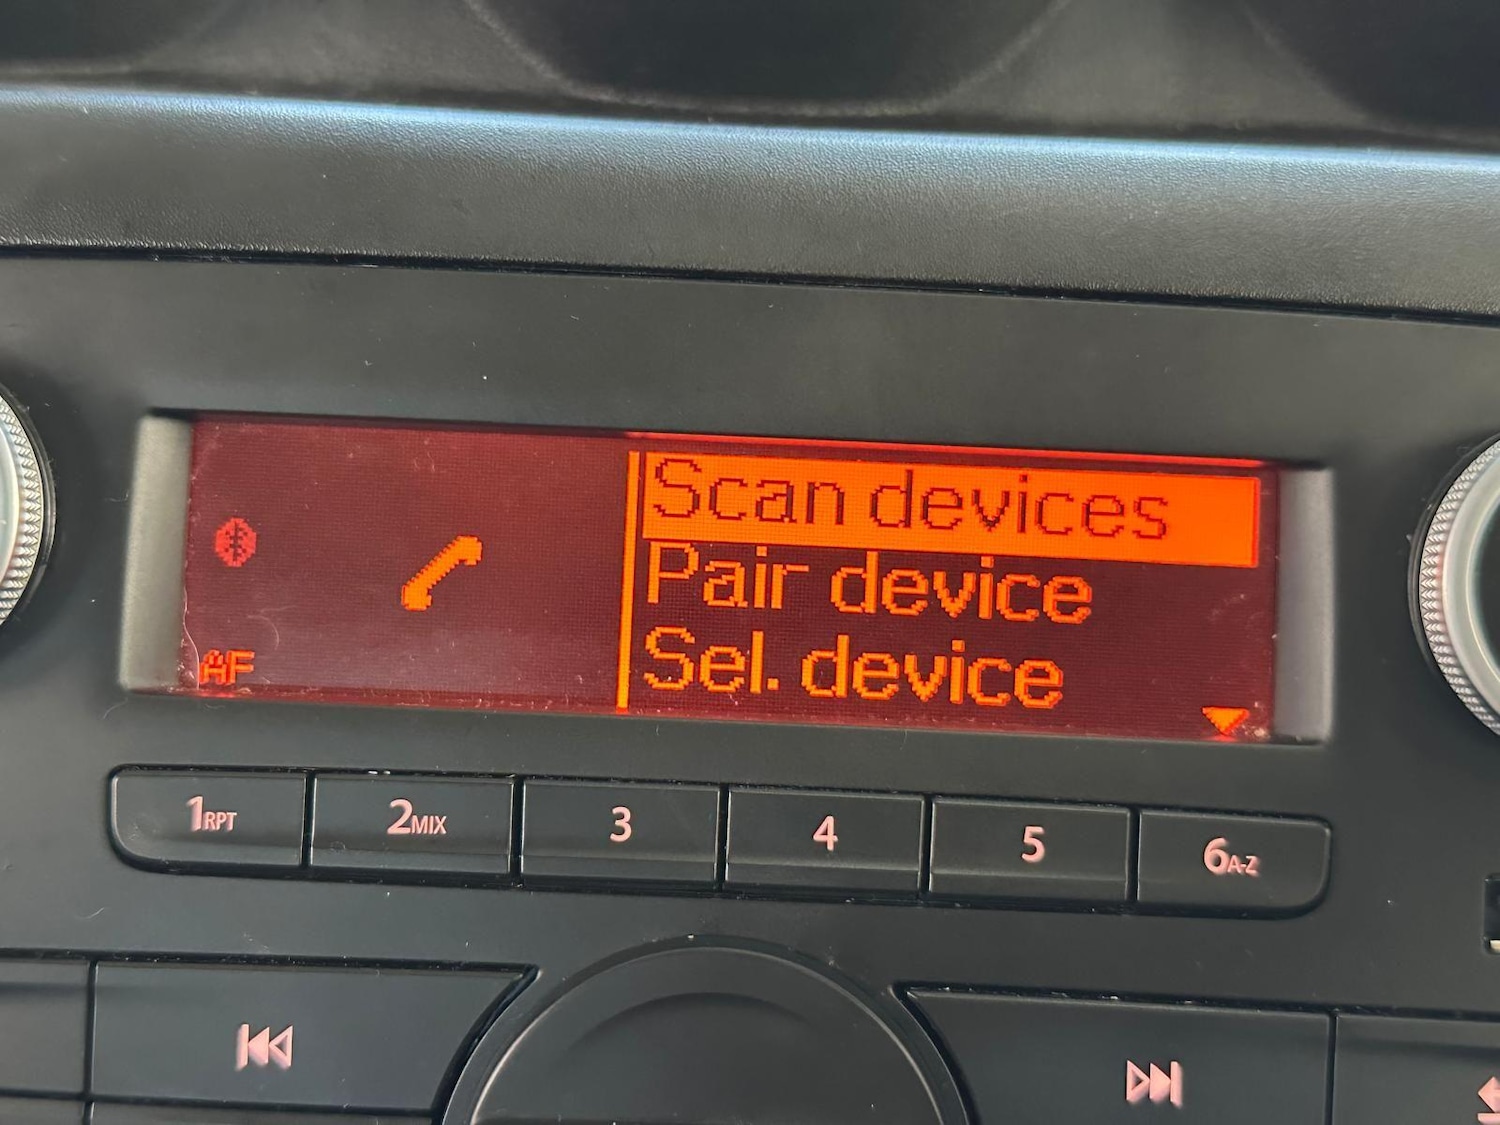 Scan devices
Pair device
Sel. device
AF
1RPT 2MIX 3 4 5 6A-Z